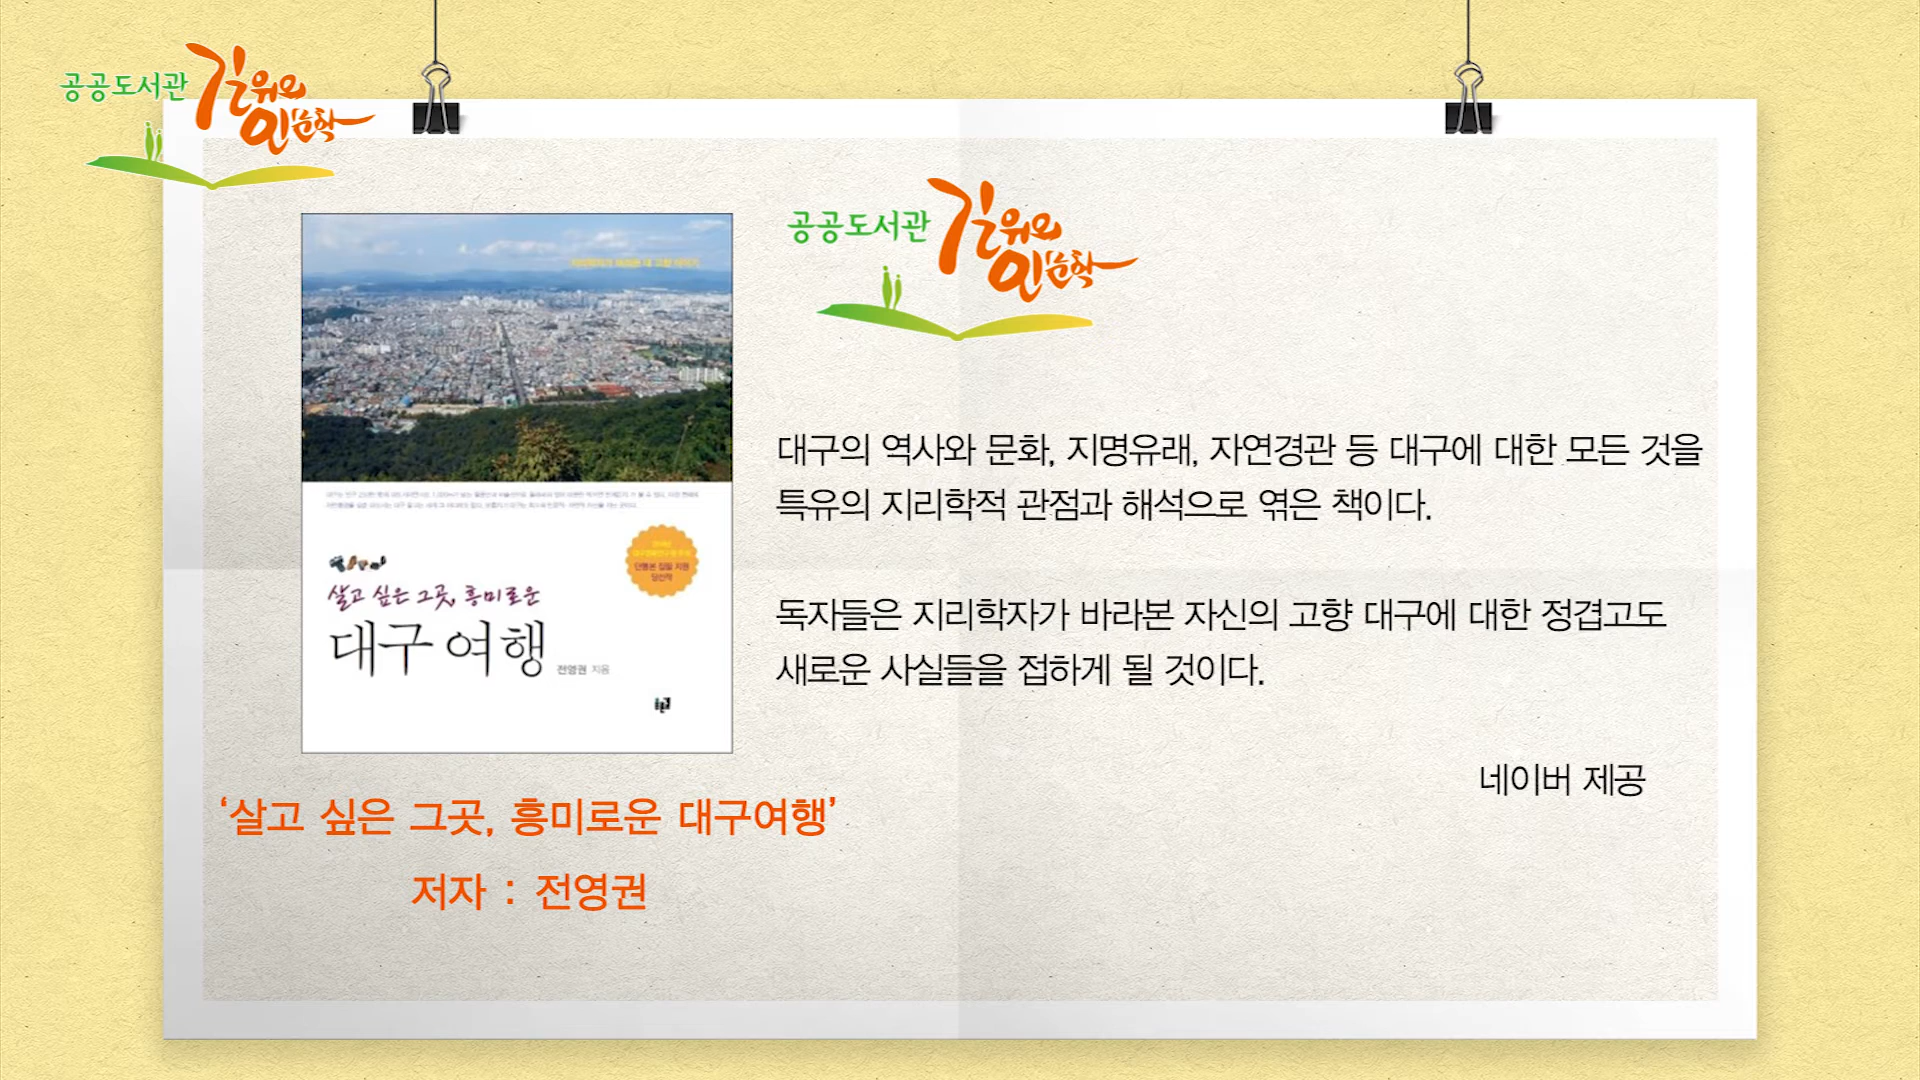 공공도서관 길 위의 인문학
공공도서관 길 위의 인문학
살고 싶은 그곳, 흥미로운
대구 여행
전영권 지음
'살고 싶은 그곳, 흥미로운 대구여행'
저자 : 전영권
대구의 역사와 문화, 지명유래, 자연경관 등 대구에 대한 모든 것을
특유의 지리학적 관점과 해석으로 엮은 책이다.
독자들은 지리학자가 바라본 자신의 고향 대구에 대한 정겹고도
새로운 사실들을 접하게 될 것이다.
네이버 제공